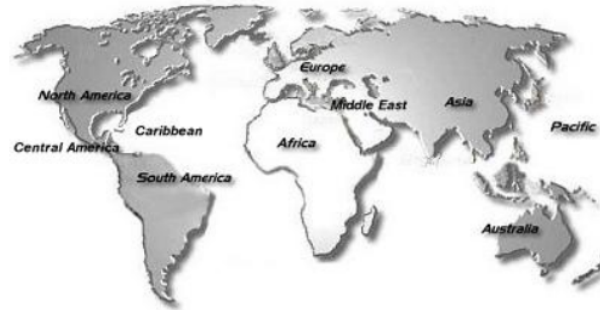 Europe
North America
Middle East
Asia
Caribbean
Pacific
Central America
Africa
South America
Australia